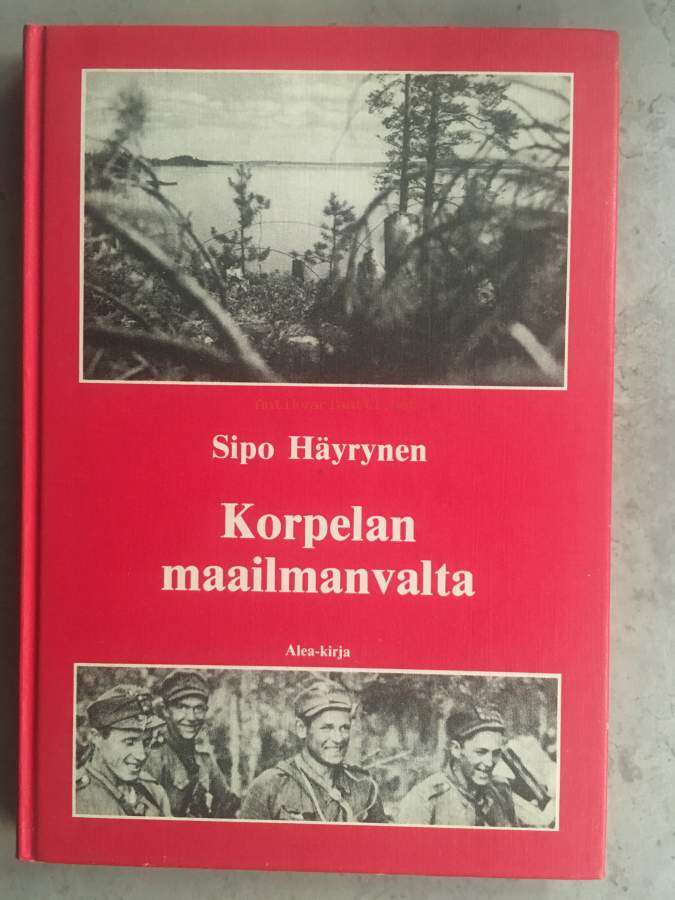 Sipo Häyrynen
Korpelan
maailmanvalta
Alea-kirja